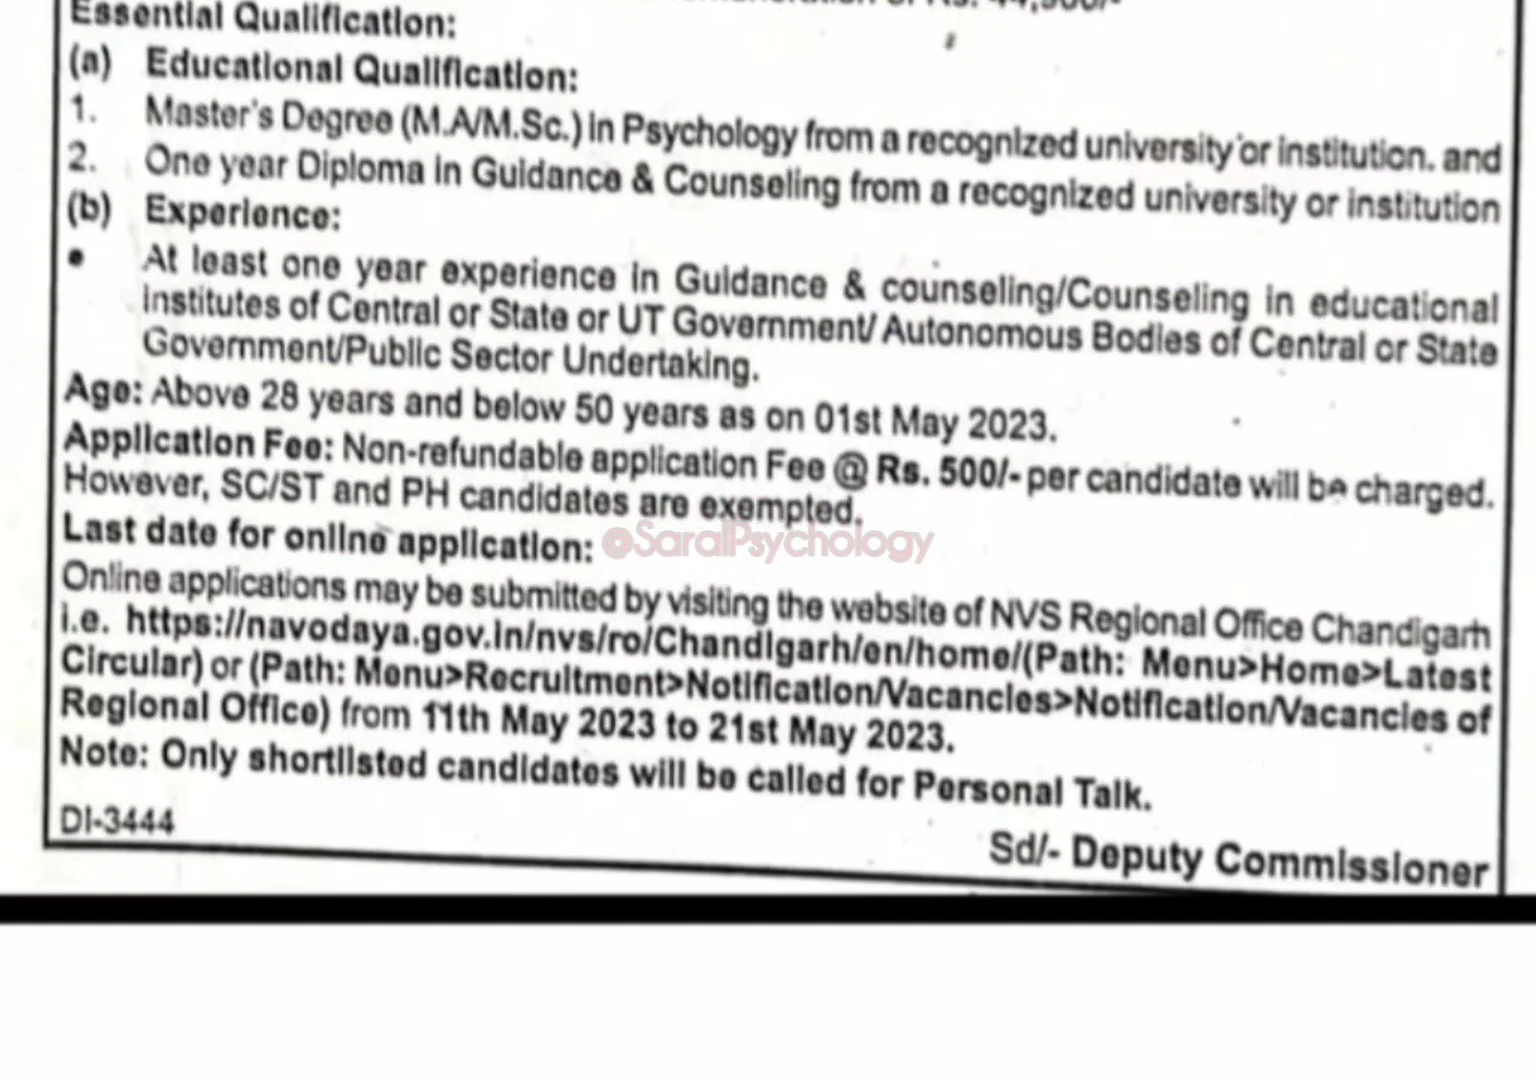 of Rs. 44,900/-
Essential Qualification:
(a) Educational Qualification:
1. Master's Degree (M.A/M.Sc.) in Psychology from a recognized university or institution. and
2. One year Diploma in Guidance & Counseling from a recognized university or institution
(b) Experience:
• At least one year experience in Guidance & counseling/Counseling in educational
Institutes of Central or State or UT Government/ Autonomous Bodies of Central or State
Government/Public Sector Undertaking.
Age: Above 28 years and below 50 years as on 01st May 2023.
Application Fee: Non-refundable application Fee @ Rs. 500/- per candidate will be charged.
However, SC/ST and PH candidates are exempted.
Last date for online application:
@SaralPsychology
Online applications may be submitted by visiting the website of NVS Regional Office Chandigarh
i.e. https://navodaya.gov.in/nvs/ro/Chandigarh/en/home/(Path: Menu>Home>Latest
Circular) or (Path: Menu>Recruitment>Notification/Vacancies>Notification/Vacancies of
Regional Office) from 11th May 2023 to 21st May 2023.
Note: Only shortlisted candidates will be called for Personal Talk.
DI-3444
Sd/- Deputy Commissioner